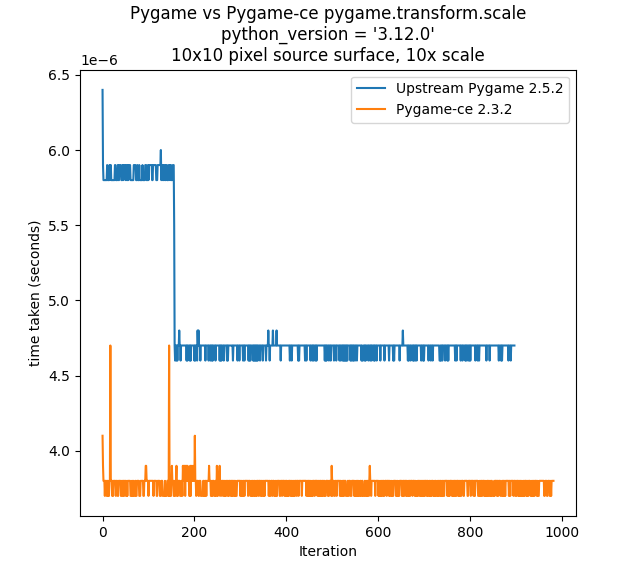 Pygame vs Pygame-ce pygame.transform.scale
python_version = '3.12.0'
10x10 pixel source surface, 10x scale
1e−6
6.5
6.0
5.5
5.0
4.5
4.0
time taken (seconds)
Upstream Pygame 2.5.2
Pygame-ce 2.3.2
0
200
400
600
800
1000
Iteration